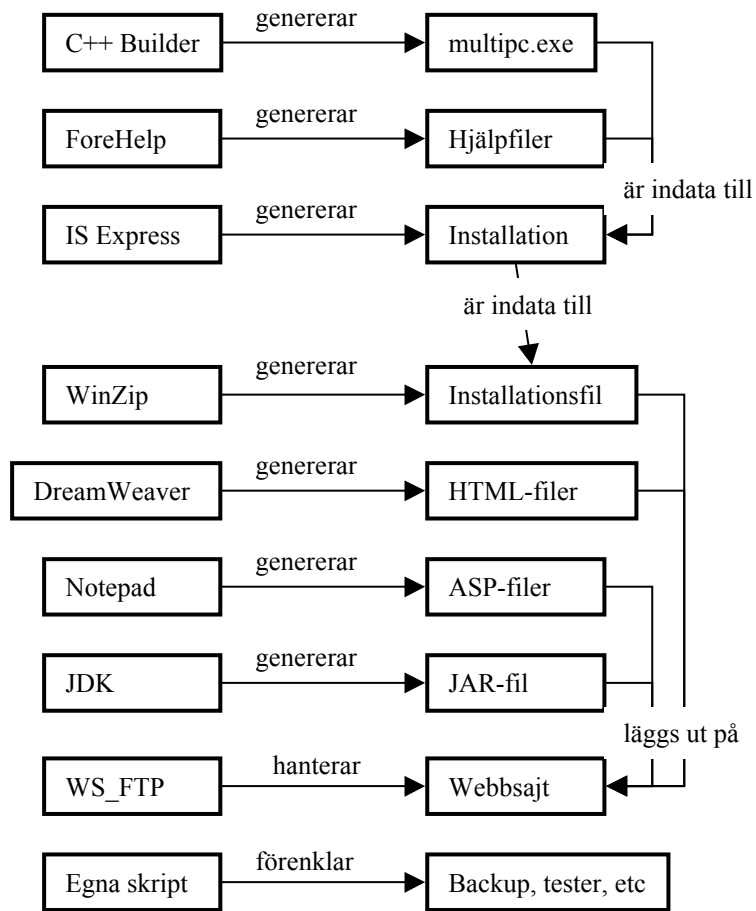 genererar
C++ Builder
multipc.exe
genererar
ForeHelp
Hjälpfiler
är indata till
genererar
IS Express
Installation
är indata till
genererar
WinZip
Installationsfil
genererar
DreamWeaver
HTML-filer
genererar
Notepad
ASP-filer
genererar
JDK
JAR-fil
läggs ut på
hanterar
WS_FTP
Webbsajt
förenklar
Egna skript
Backup, tester, etc